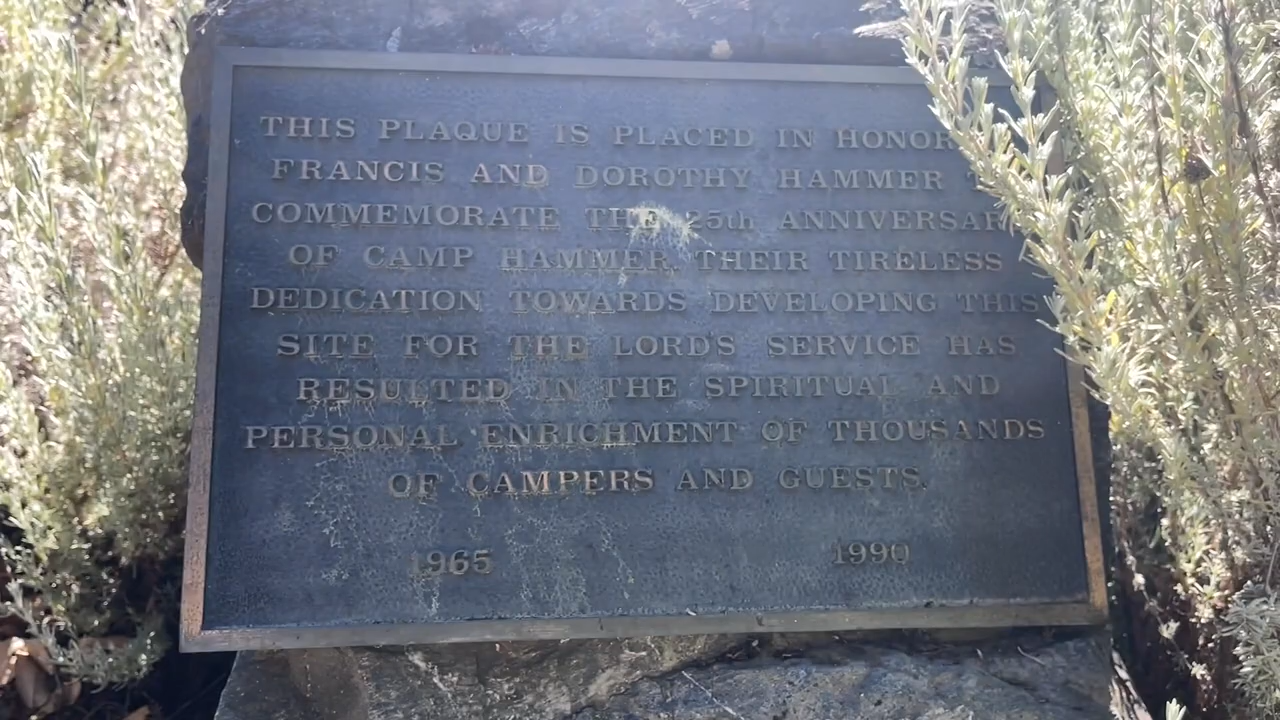 THIS PLAQUE IS PLACED IN HONOR
FRANCIS AND DOROTHY HAMMER
COMMEMORATE THE 25th ANNIVERSARY
OF CAMP HAMMER. THEIR TIRELESS
DEDICATION TOWARDS DEVELOPING THIS
SITE FOR THE LORD'S SERVICE HAS
RESULTED IN THE SPIRITUAL AND
PERSONAL ENRICHMENT OF THOUSANDS
OF CAMPERS AND GUESTS.
1965 1990